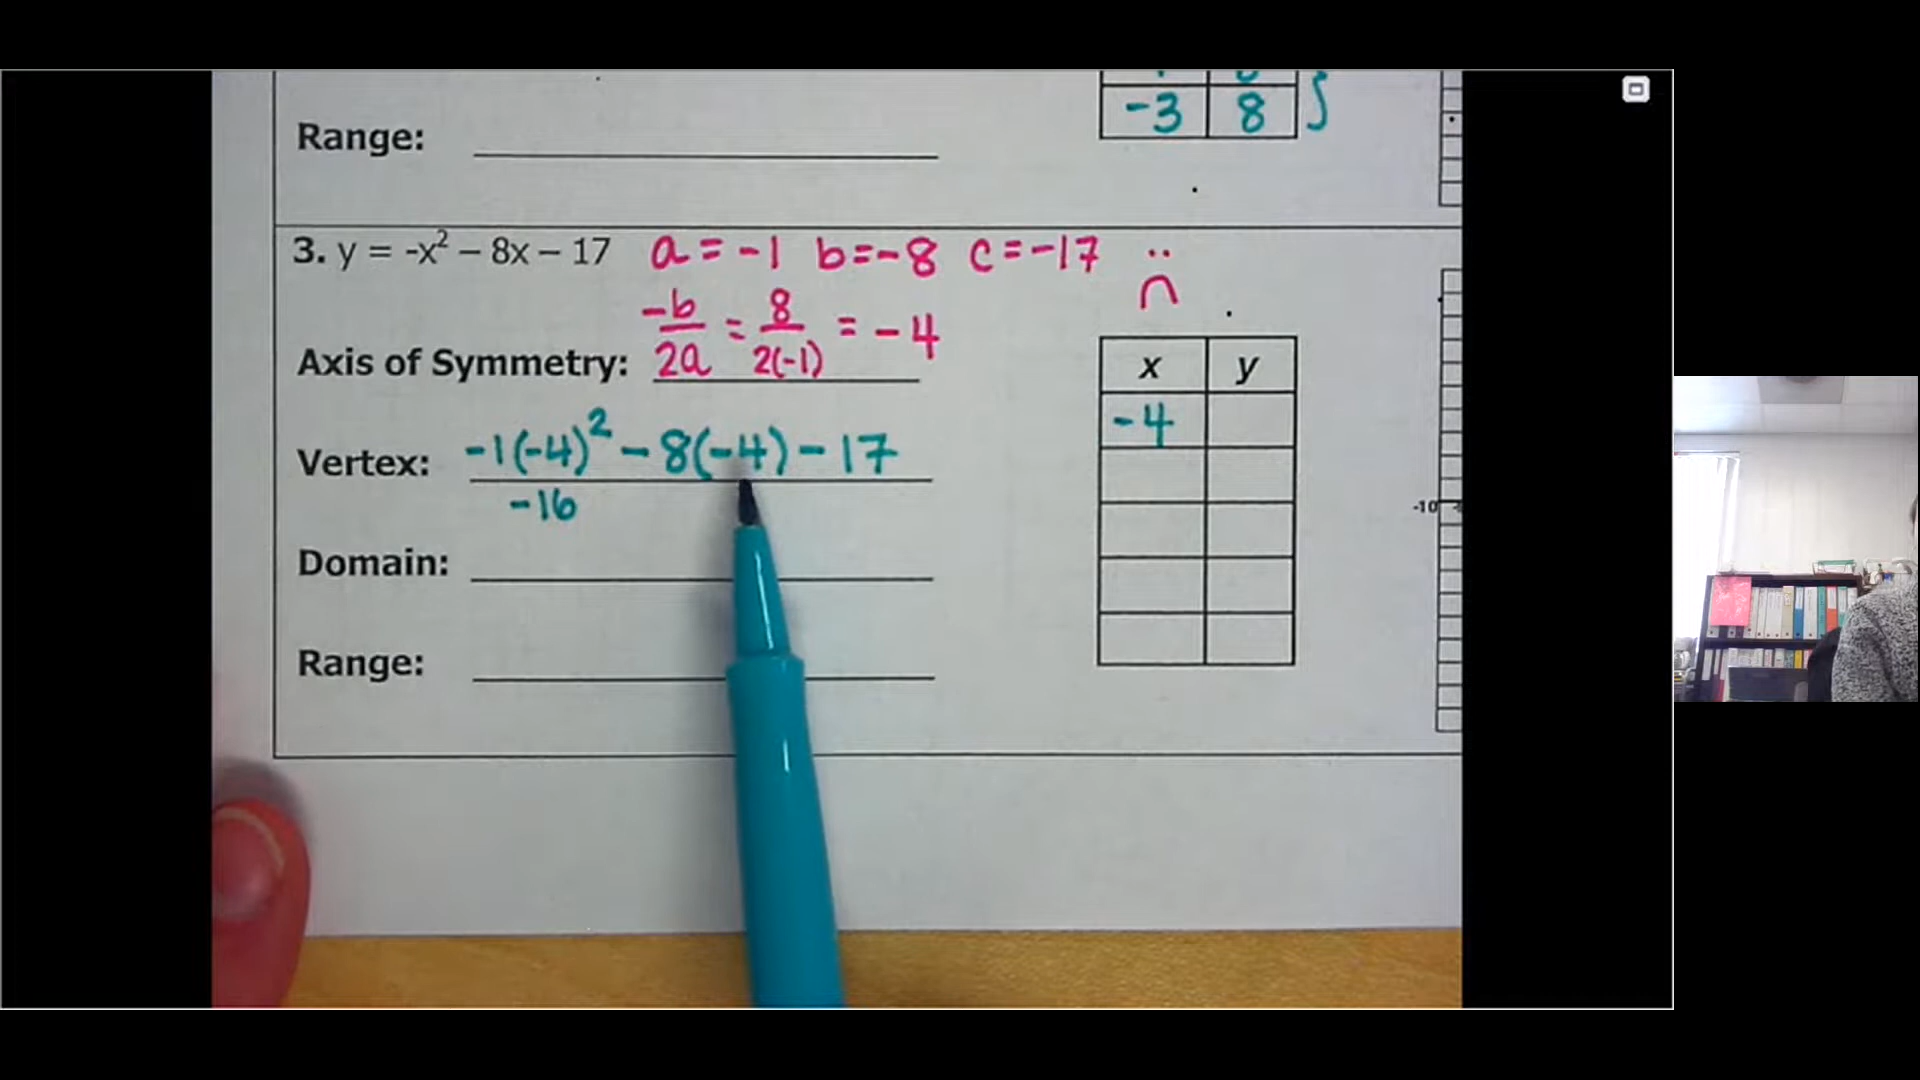 -3 8
Range:
3. y = -x² – 8x – 17 a = -1 b = -8 c = -17
-b/2a = 8/2(-1) = -4
Axis of Symmetry:
x y
-4
Vertex: -1(-4)² - 8(-4) - 17
-16
-10
Domain:
Range: